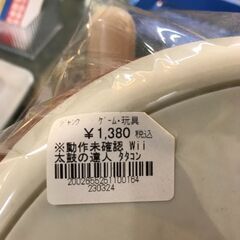 ジャンク ゲーム・玩具
￥1,380 税込
※動作未確認 Wii
太鼓の達人 タタコン
2002655261100164
230324